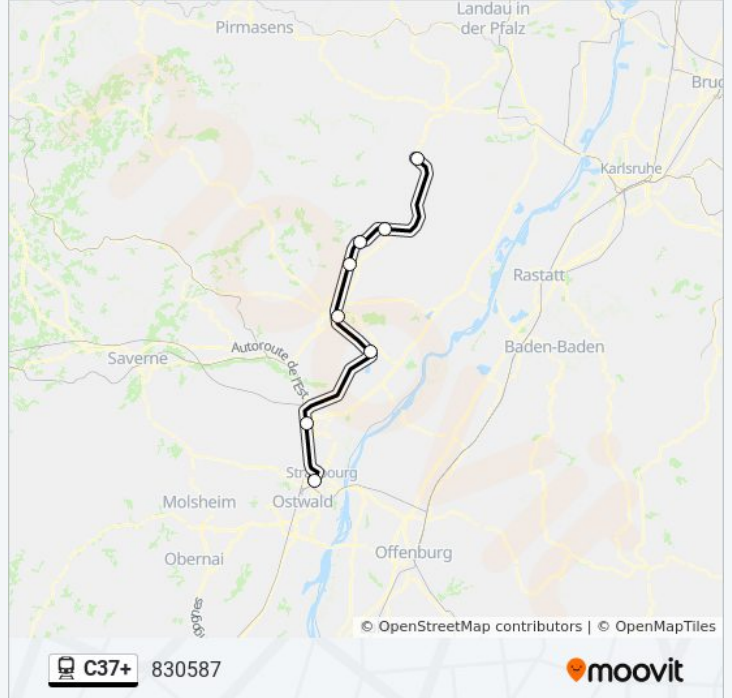 Landau in
der Pfalz
Pirmasens
Bruc
Karlsruhe
Rastatt
Baden-Baden
Autoroute de l'Est
Saverne
Strasbourg
Ostwald
Molsheim
Offenburg
Obernai
© OpenStreetMap contributors | © OpenMapTiles
C37+ 830587
moovit